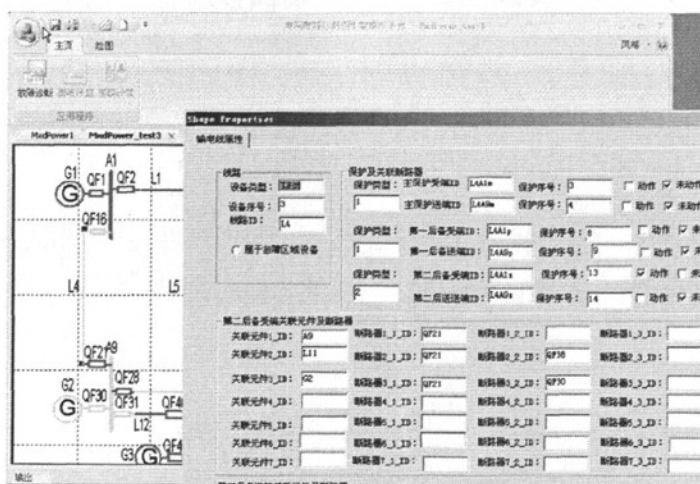 主页 绘图
风格
故障诊断
应用程序
MmdPower1 MmdPower_test3 ×
Shape Properties
输电线属性
线路
设备类型:
设备序号: 3
线路ID: L4
属于故障区域设备
保护及关联断路器
保护类型: 1 主保护受端ID: L4A1m 保护序号: 3 动作 未动作
主保护送端ID: L4A9m 保护序号: 4 动作 未动作
保护类型: 1 第一后备受端ID: L4A1p 保护序号: 8 动作
第一后备送端ID: L4A9p 保护序号: 9 动作
保护类型: 2 第二后备受端ID: L4A1s 保护序号: 13 动作
第二后备送端ID: L4A9s 保护序号: 14 动作
第二后备受端关联元件及断路器
关联元件1_ID: A9 断路器1_1_ID: QF21 断路器1_2_ID: 断路器1_3_ID:
关联元件2_ID: L11 断路器2_1_ID: QF21 断路器2_2_ID: QF38 断路器2_3_ID:
关联元件3_ID: G2 断路器3_1_ID: QF21 断路器3_2_ID: QF30 断路器3_3_ID:
关联元件4_ID: 断路器4_1_ID: 断路器4_2_ID: 断路器4_3_ID:
关联元件5_ID: 断路器5_1_ID: 断路器5_2_ID: 断路器5_3_ID:
关联元件6_ID: 断路器6_1_ID: 断路器6_2_ID: 断路器6_3_ID:
关联元件7_ID: 断路器7_1_ID: 断路器7_2_ID: 断路器7_3_ID:
A1
G1 QF1 QF2 L1
G
QF16
L4 L5
QF21 A9
G2 QF28
G QF30 QF31
L12
G3 G
输出